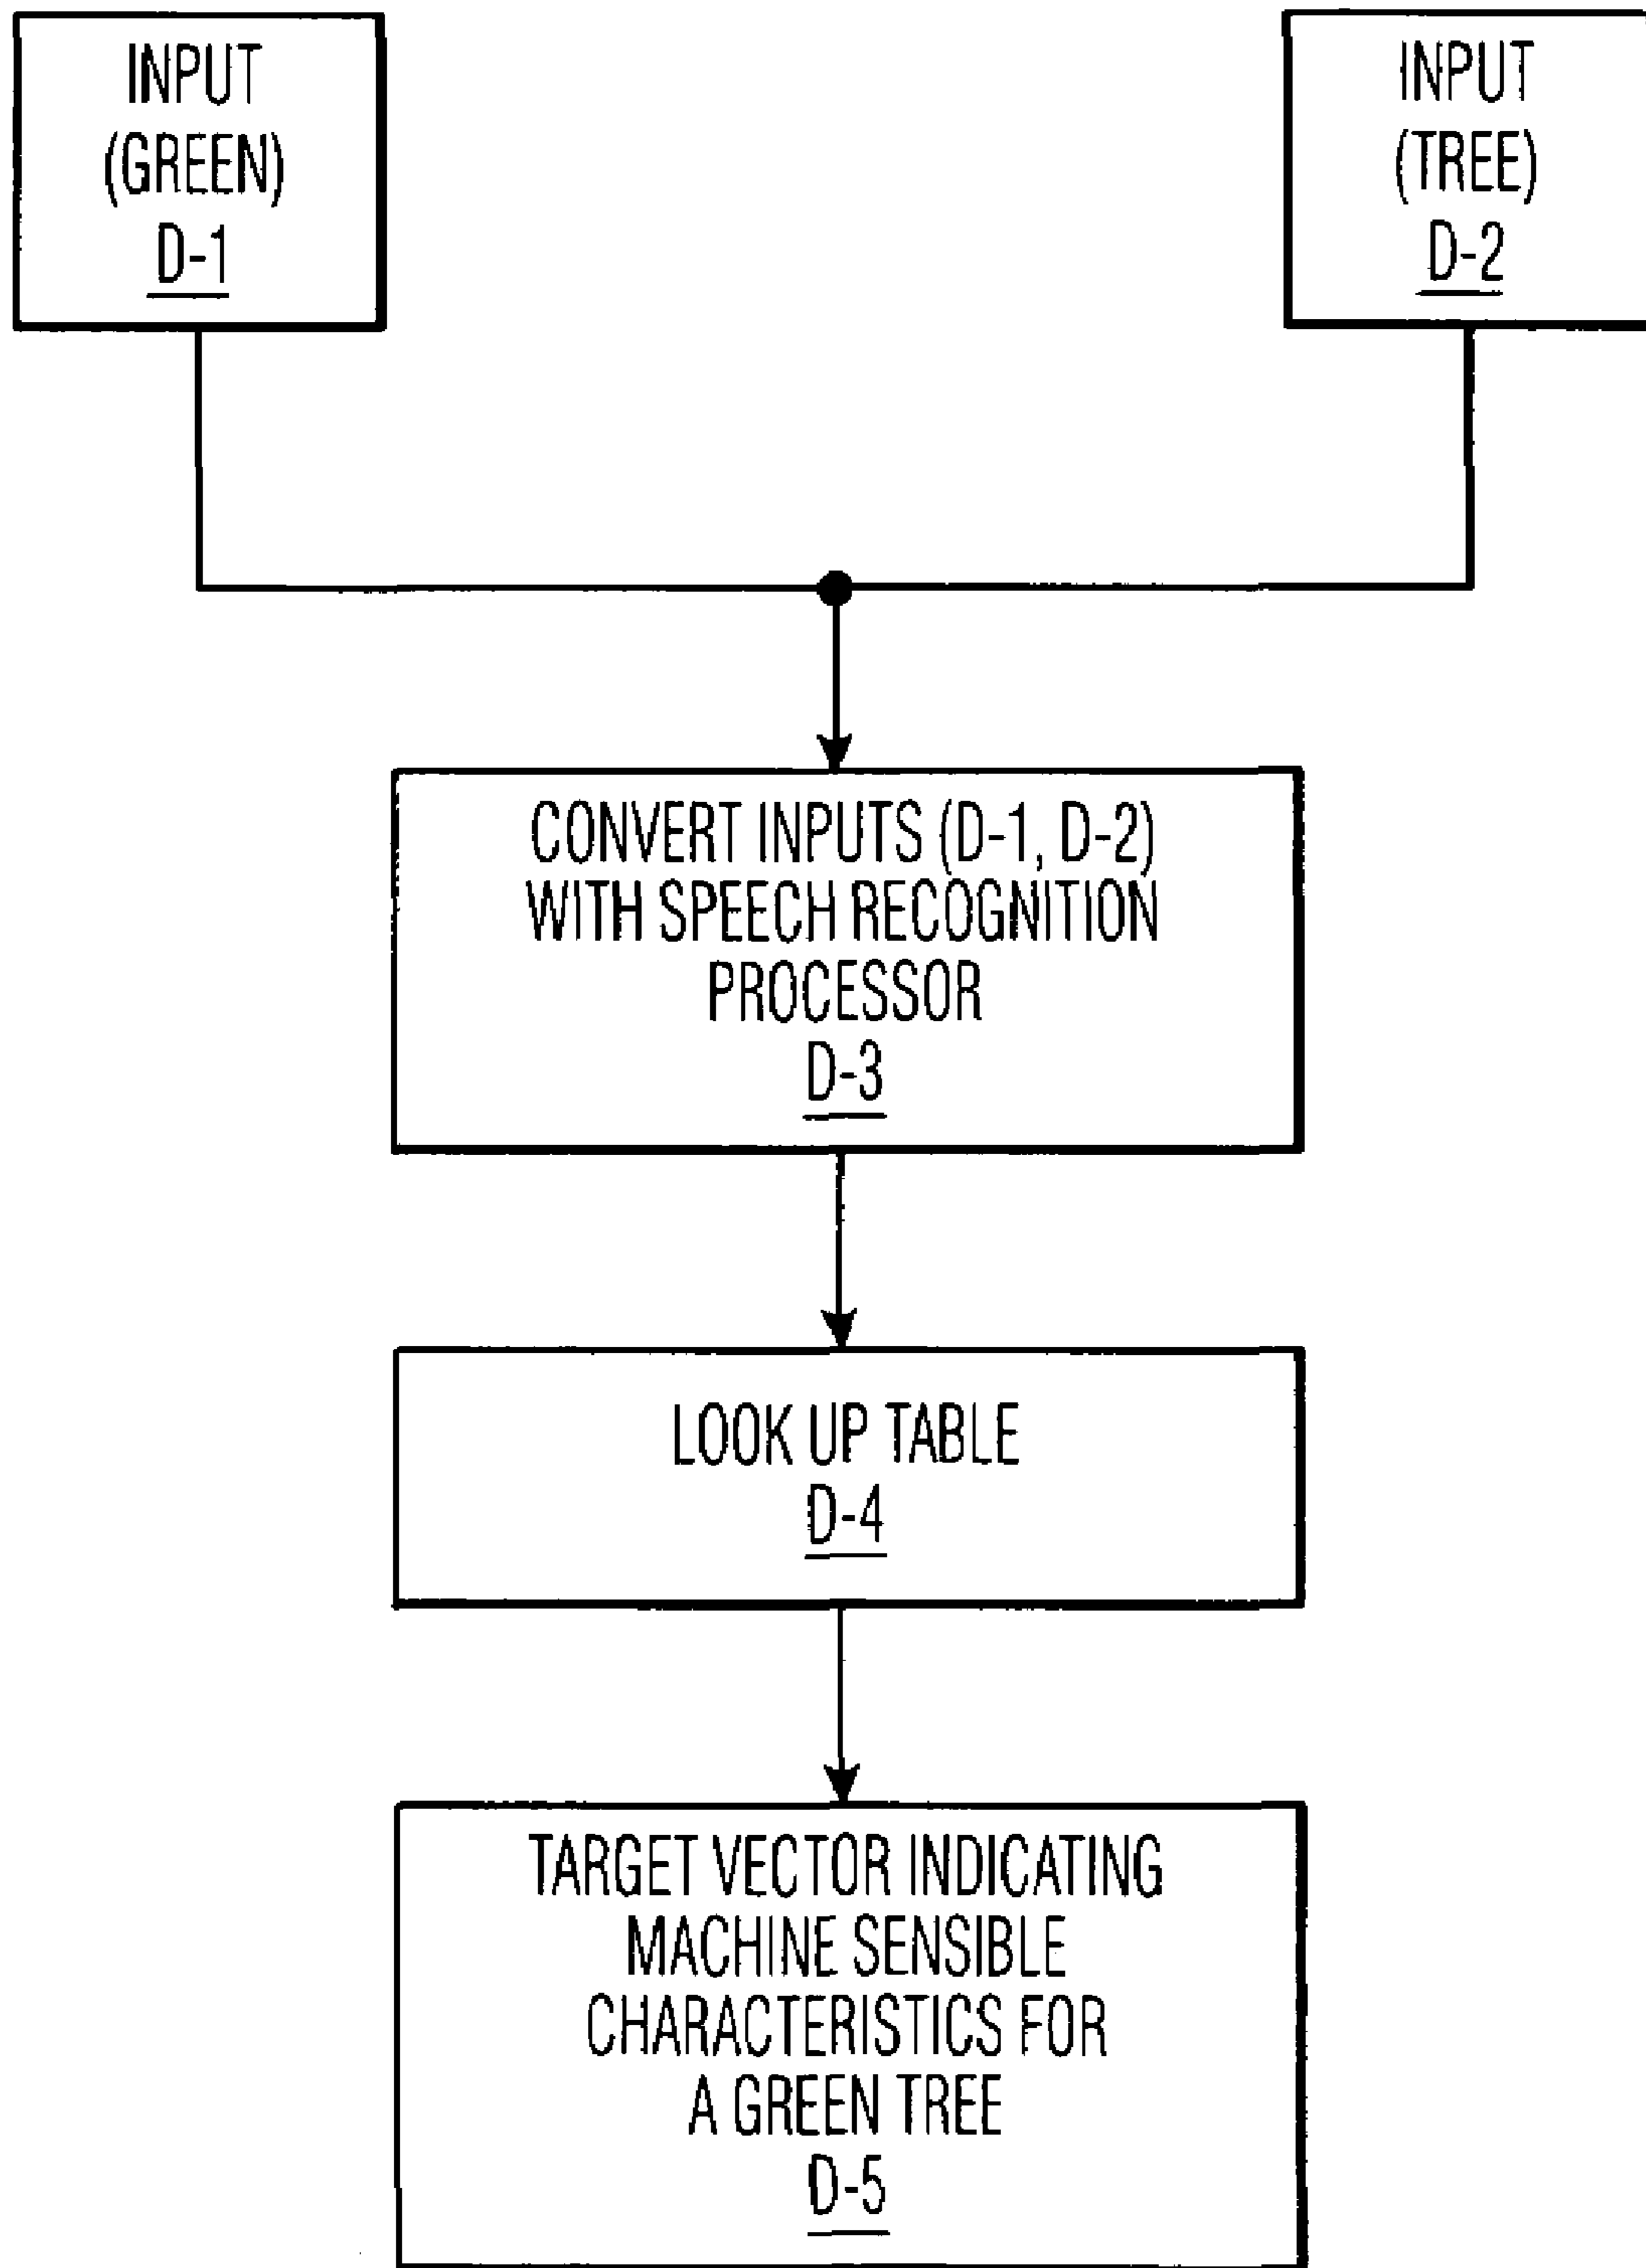 INPUT
(GREEN)
D-1
INPUT
(TREE)
D-2
CONVERT INPUTS (D-1, D-2)
WITH SPEECH RECOGNITION
PROCESSOR
D-3
LOOK UP TABLE
D-4
TARGET VECTOR INDICATING
MACHINE SENSIBLE
CHARACTERISTICS FOR
A GREEN TREE
D-5